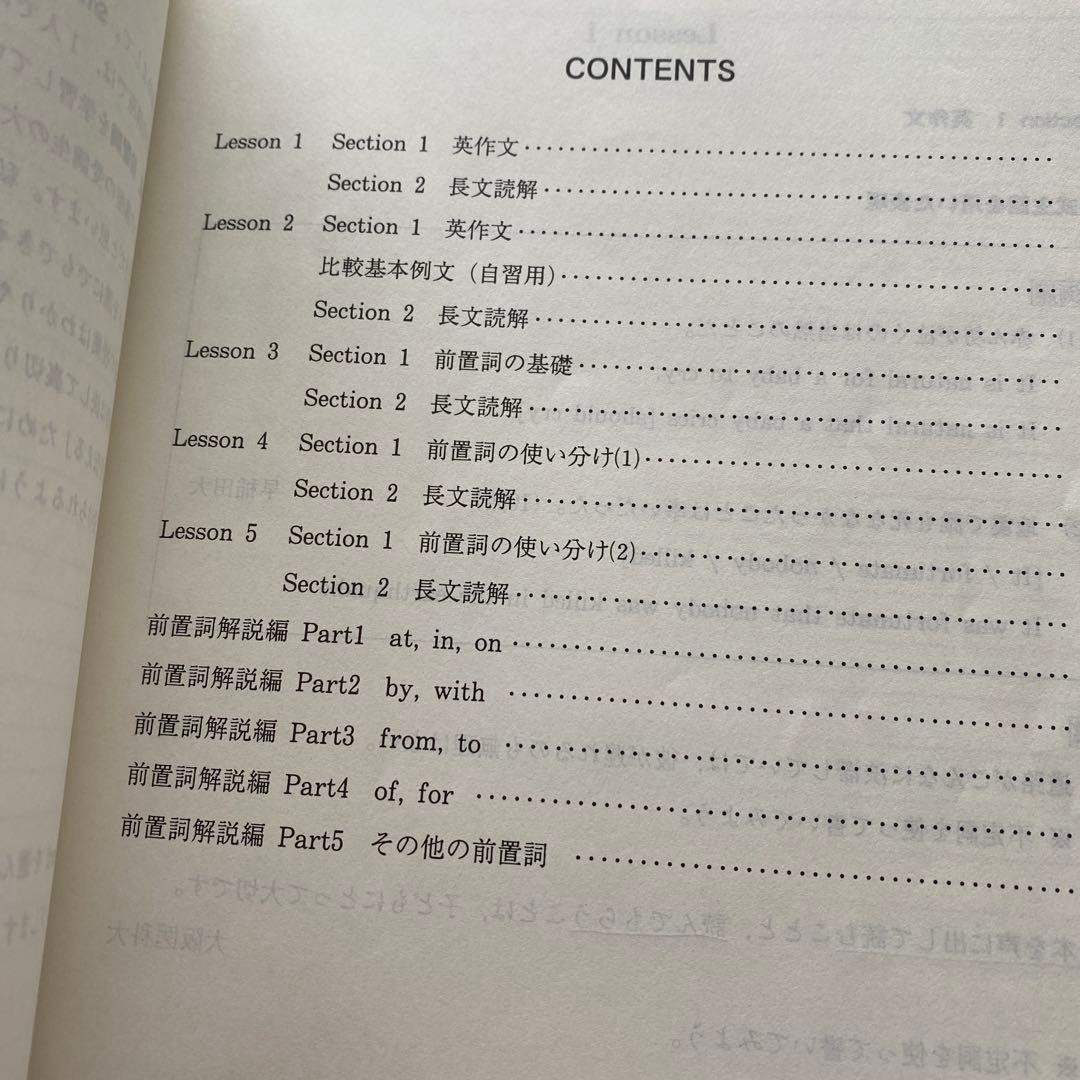 CONTENTS
Lesson 1 Section 1 英作文
Section 2 長文読解
Lesson 2 Section 1 英作文
比較基本例文（自習用）
Section 2 長文読解
Lesson 3 Section 1 前置詞の基礎
Section 2 長文読解
Lesson 4 Section 1 前置詞の使い分け(1)
Section 2 長文読解
Lesson 5 Section 1 前置詞の使い分け(2)
Section 2 長文読解
前置詞解説編 Part1 at, in, on
前置詞解説編 Part2 by, with
前置詞解説編 Part3 from, to
前置詞解説編 Part4 of, for
前置詞解説編 Part5 その他の前置詞